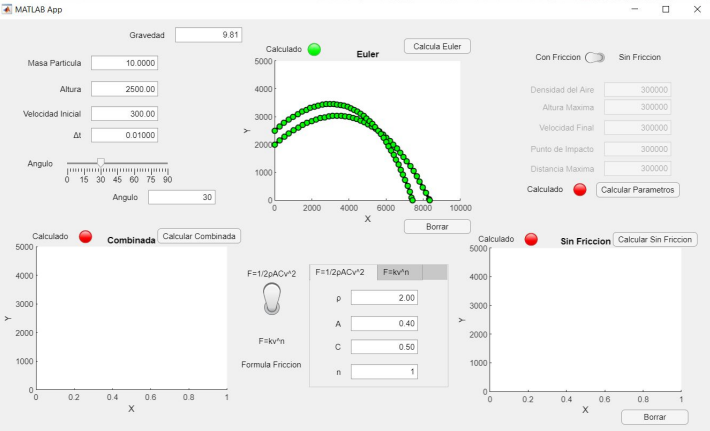 MATLAB App
Gravedad 9.81
Masa Particula 10.0000
Altura 2500.00
Velocidad Inicial 300.00
Δt 0.01000
Angulo
0 15 30 45 60 75 90
Angulo 30
Calculado
Euler
Calcula Euler
5000
4000
3000
2000
1000
0
Y
0 2000 4000 6000 8000 10000
X
Borrar
Con Friccion Sin Friccion
Densidad del Aire 300000
Altura Maxima 300000
Velocidad Final 300000
Punto de Impacto 300000
Distancia Maxima 300000
Calculado Calcular Parametros
Calculado Combinada Calcular Combinada
5000
4000
3000
2000
1000
0
Y
0 0.2 0.4 0.6 0.8 1
X
F=1/2ρACv^2
F=kv^n
Formula Friccion
F=1/2ρACv^2 F=kv^n
ρ 2.00
A 0.40
C 0.50
n 1
Calculado Sin Friccion Calcular Sin Friccion
5000
4000
3000
2000
1000
0
Y
0 0.2 0.4 0.6 0.8 1
X
Borrar